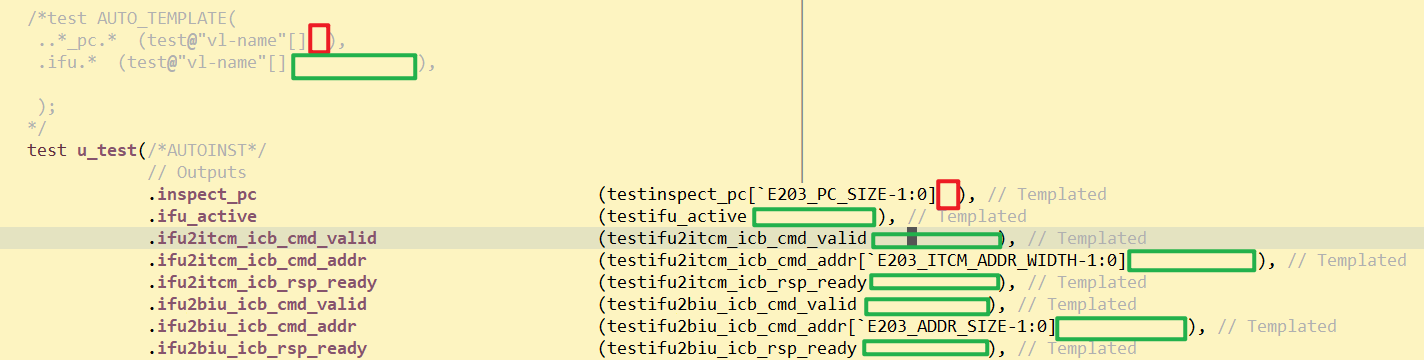 /*test AUTO_TEMPLATE(
..*_pc.* (test@"vl-name"[] ),
.ifu.* (test@"vl-name"[] ),
);
*/
test u_test(/*AUTOINST*/
// Outputs
.inspect_pc (testinspect_pc[`E203_PC_SIZE-1:0] ), // Templated
.ifu_active (testifu_active ), // Templated
.ifu2itcm_icb_cmd_valid (testifu2itcm_icb_cmd_valid ), // Templated
.ifu2itcm_icb_cmd_addr (testifu2itcm_icb_cmd_addr[`E203_ITCM_ADDR_WIDTH-1:0] ), // Templated
.ifu2itcm_icb_rsp_ready (testifu2itcm_icb_rsp_ready ), // Templated
.ifu2biu_icb_cmd_valid (testifu2biu_icb_cmd_valid ), // Templated
.ifu2biu_icb_cmd_addr (testifu2biu_icb_cmd_addr[`E203_ADDR_SIZE-1:0] ), // Templated
.ifu2biu_icb_rsp_ready (testifu2biu_icb_rsp_ready ), // Templated